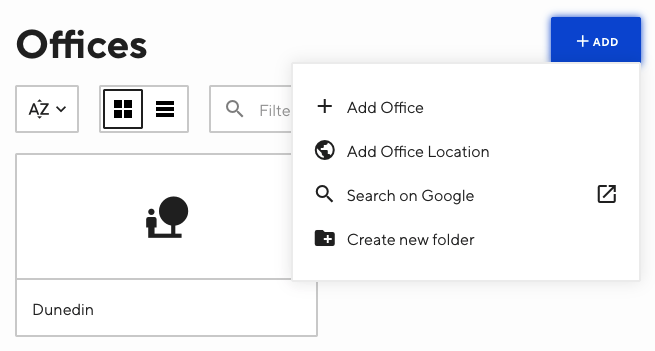 Offices
+ ADD
AZ
Filte
Add Office
Add Office Location
Search on Google
Create new folder
Dunedin